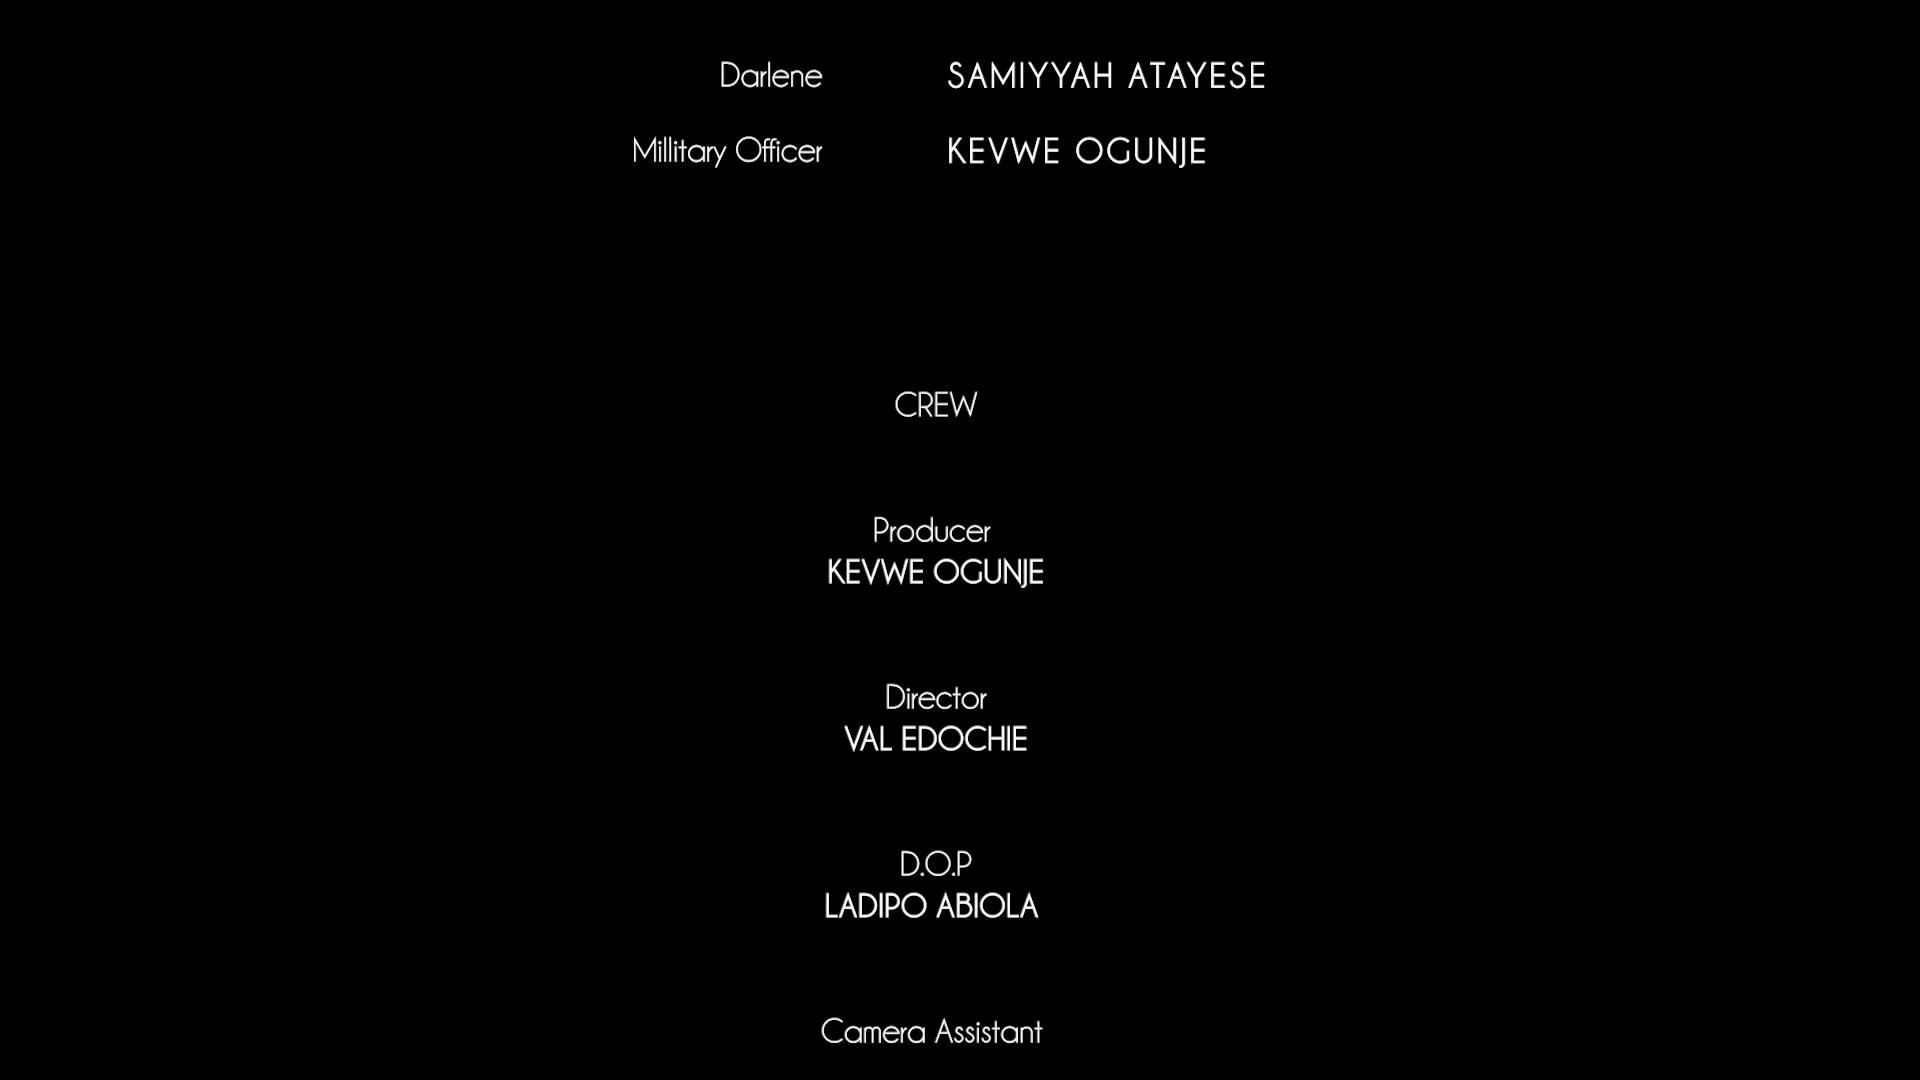 Darlene SAMIYYAH ATAYESE
Millitary Officer KEVWE OGUNJE
CREW
Producer
KEVWE OGUNJE
Director
VAL EDOCHIE
D.O.P
LADIPO ABIOLA
Camera Assistant